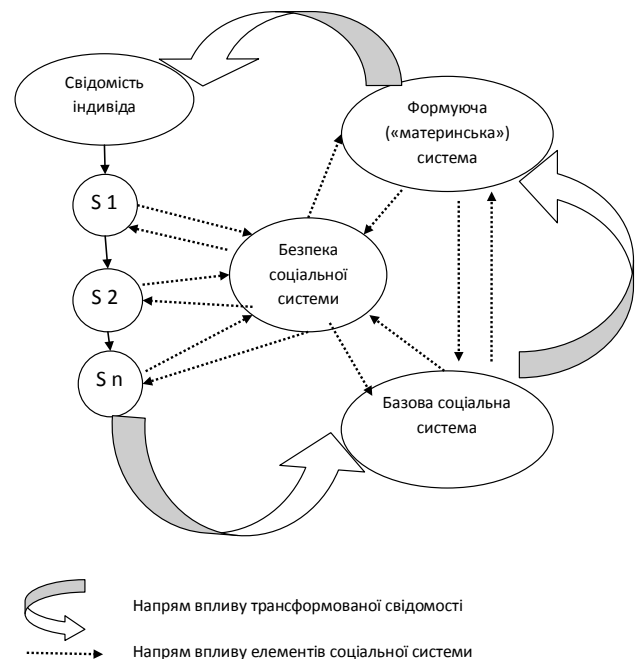 Свідомість
індивіда
Формуюча
(«материнська»)
система
S 1
Безпека
соціальної
системи
S 2
S n
Базова соціальна
система
Напрям впливу трансформованої свідомості
Напрям впливу елементів соціальної системи